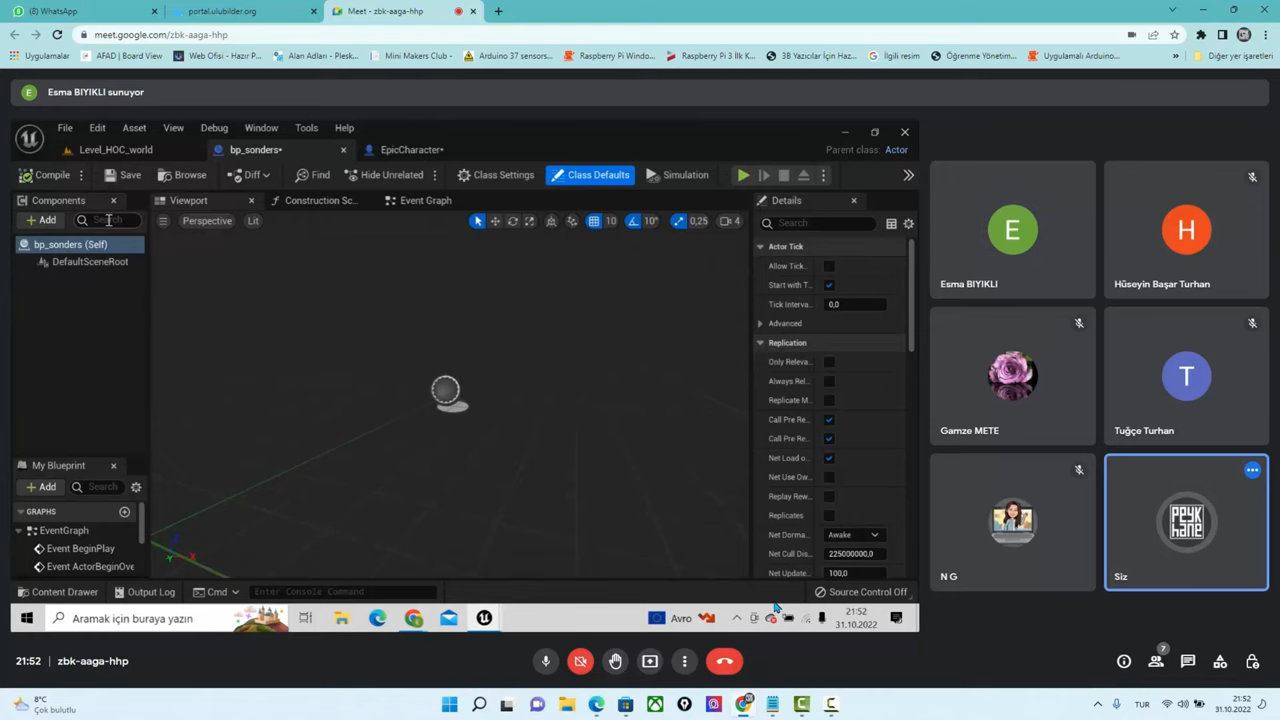 (1) WhatsApp
portal.ulubilder.org
Meet - zbk-aaga-hhp
meet.google.com/zbk-aaga-hhp
Uygulamalar
AFAD | Board View
Web Ofisi - Hazır P...
Alan Adları - Plesk...
Mini Makers Club -
Arduino 37 sensors...
Raspberry Pi Windo...
Raspberry Pi 3 İlk K...
3B Yazıcılar İçin Haz...
İlgili resim
Öğrenme Yönetim...
Uygulamalı Arduino...
»
Diğer yer işaretleri
E
Esma BIYIKLI sunuyor
File Edit Asset View Debug Window Tools Help
Level_HOC_world
bp_sonders•
EpicCharacter•
Parent class: Actor
Compile
Save
Browse
Diff
Find
Hide Unrelated
Class Settings
Class Defaults
Simulation
Components
Viewport
Construction Sc...
Event Graph
Details
+ Add
Search
Perspective
Lit
10
10°
0,25
4
Search
bp_sonders (Self)
DefaultSceneRoot
Actor Tick
Allow Tick..
Start with T...
Tick Interva...
0,0
Advanced
Replication
Only Releva...
Always Rel...
Replicate M...
Call Pre Re...
Call Pre Re...
Net Load o...
Net Use Ow...
Replay Rew...
Replicates
Net Dorma...
Awake
Net Cull Dis...
225000000,0
Net Update..
100,0
My Blueprint
+ Add
Search
GRAPHS
EventGraph
Event BeginPlay
Event ActorBeginOve
Content Drawer
Output Log
Cmd
Enter Console Command
Source Control Off
Aramak için buraya yazın
Avro
21:52
31.10.2022
E
Esma BIYIKLI
H
Hüseyin Başar Turhan
Gamze METE
T
Tuğçe Turhan
N G
Siz
21:52
zbk-aaga-hhp
7
8°C
Çok bulutlu
TUR
21:52
31.10.2022